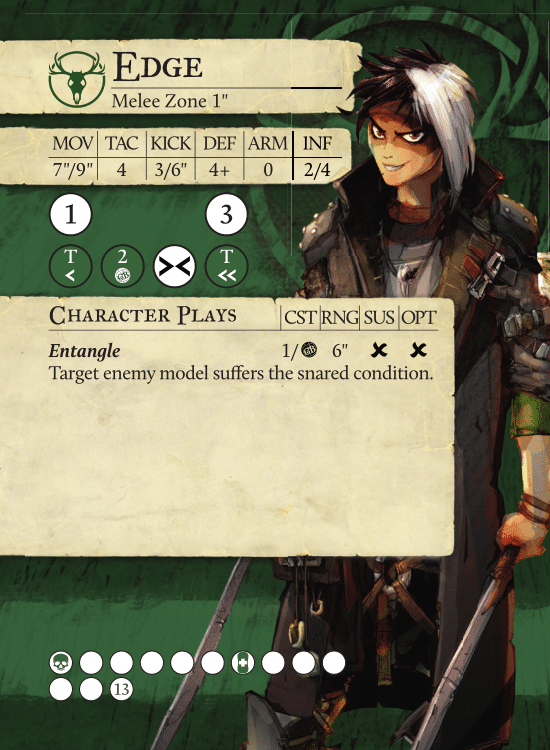 Edge
Melee Zone 1"
MOV TAC KICK DEF ARM INF
7"/9" 4 3/6" 4+ 0 2/4
1 3
T 2 T
< >< <<
Character Plays CST RNG SUS OPT
Entangle 1/GB 6" ✖ ✖
Target enemy model suffers the snared condition.
13